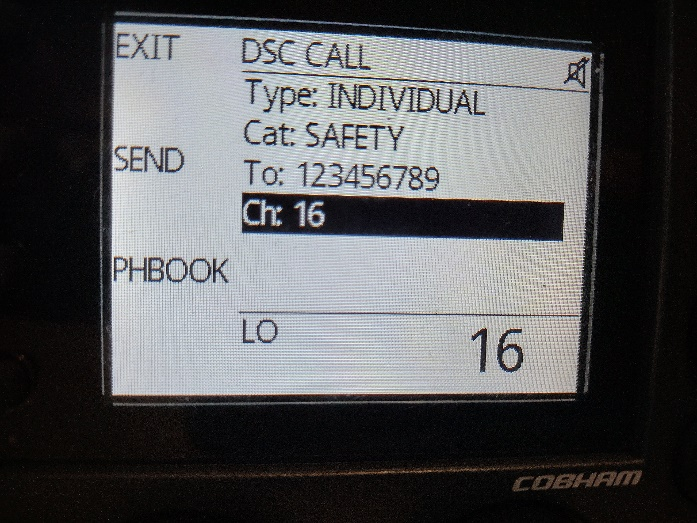 EXIT
DSC CALL
Type: INDIVIDUAL
Cat: SAFETY
SEND
To: 123456789
Ch: 16
PHBOOK
LO
16
COBHAM